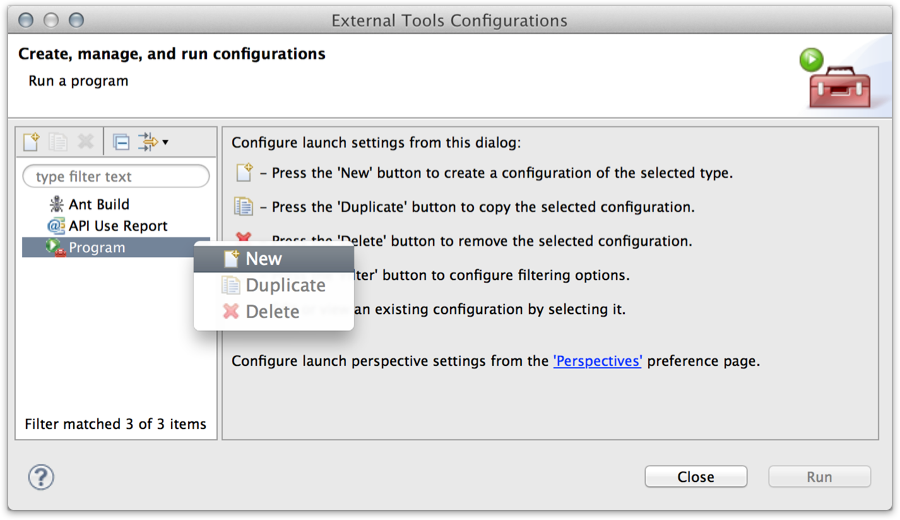 External Tools Configurations
Create, manage, and run configurations
Run a program
type filter text
Ant Build
API Use Report
Program
Filter matched 3 of 3 items
New
Duplicate
Delete
Configure launch settings from this dialog:
– Press the 'New' button to create a configuration of the selected type.
– Press the 'Duplicate' button to copy the selected configuration.
– Press the 'Delete' button to remove the selected configuration.
button to configure filtering options.
an existing configuration by selecting it.
Configure launch perspective settings from the 'Perspectives' preference page.
?
Close
Run